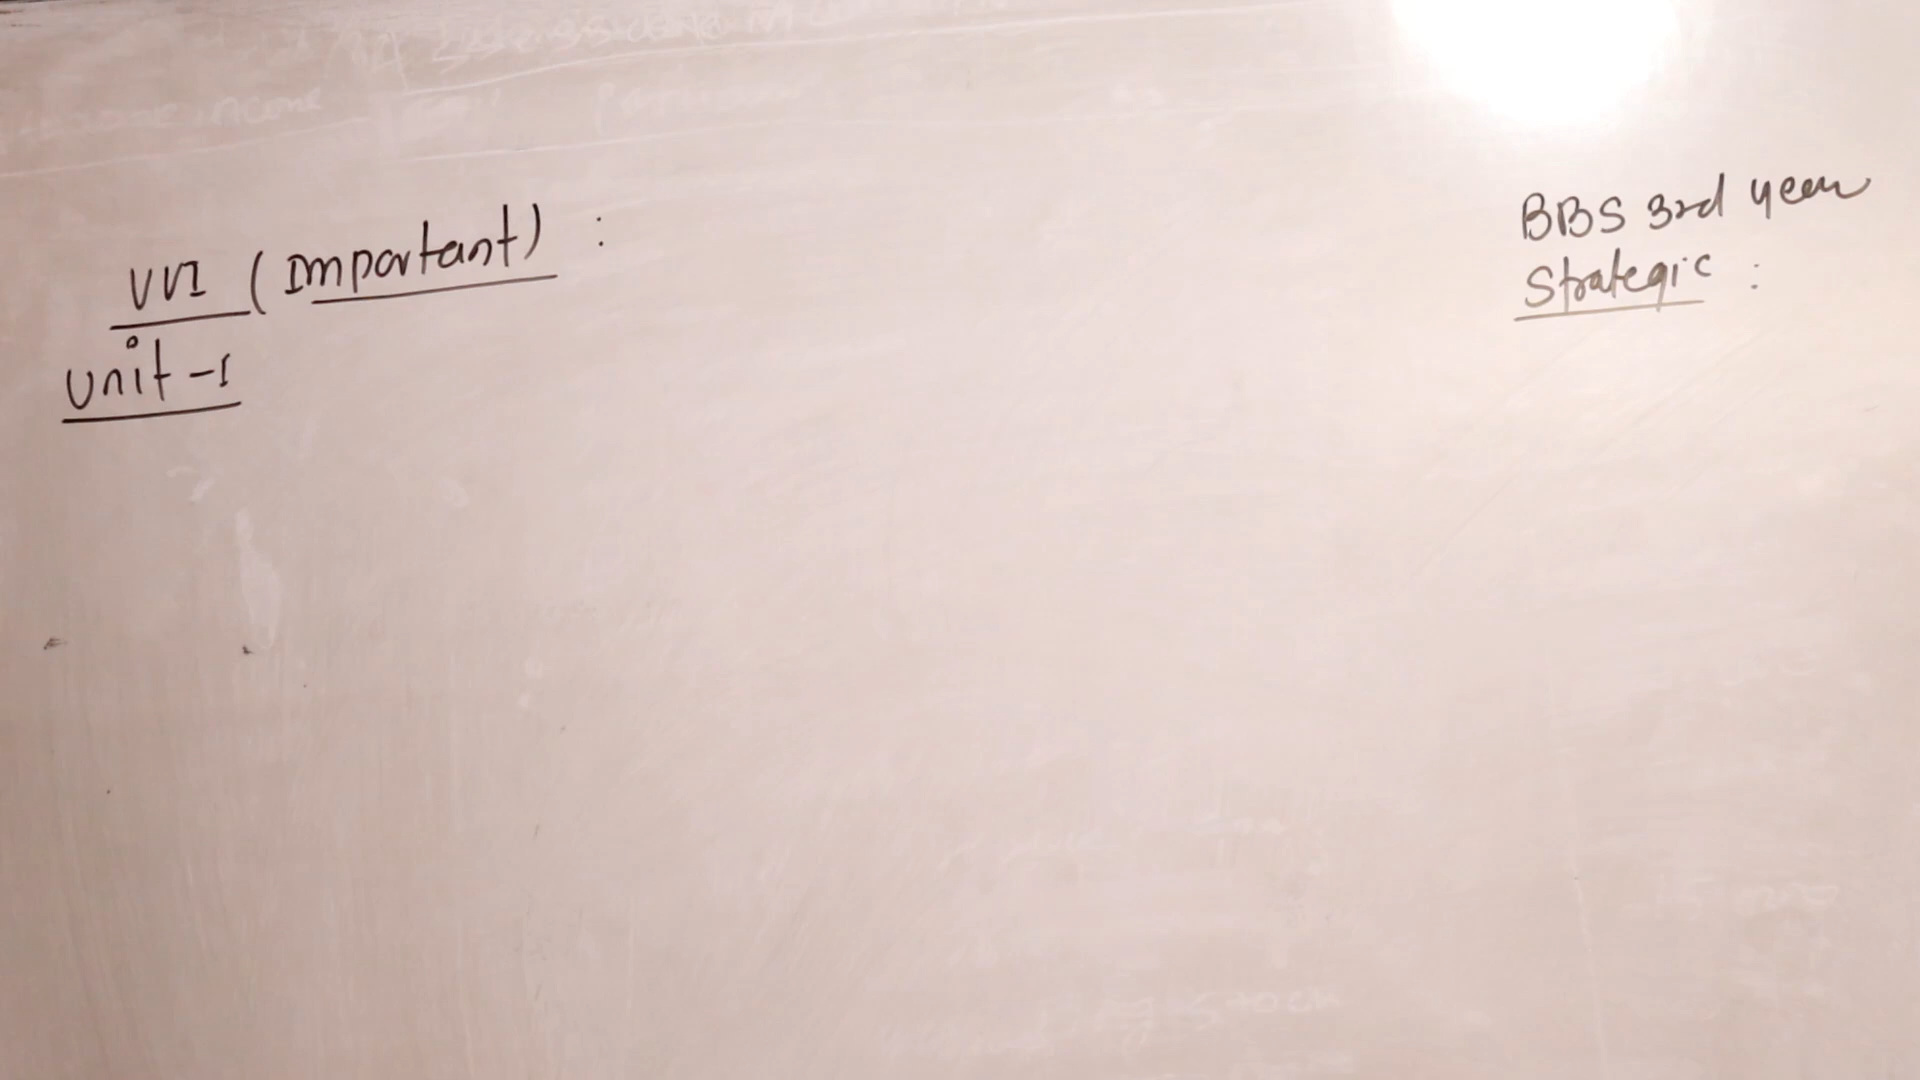 VVI (Important) :
Unit-1
BBS 3rd year
Strategic :